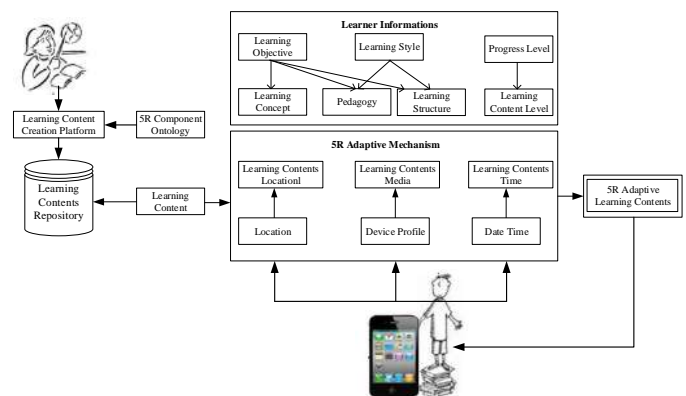 Learner Informations
Learning
Objective
Learning Style
Progress Level
Learning
Concept
Pedagogy
Learning
Structure
Learning
Content Level
Learning Content
Creation Platform
5R Component
Ontology
Learning
Contents
Repository
Learning
Content
5R Adaptive Mechanism
Learning Contents
Locationl
Learning Contents
Media
Learning Contents
Time
Location
Device Profile
Date Time
5R Adaptive
Learning Contents